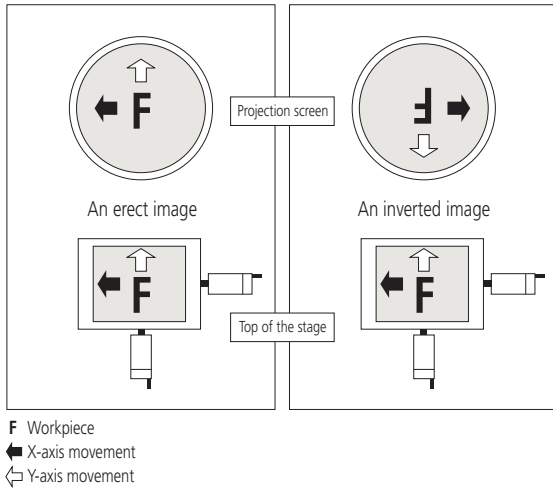 F
F
Projection screen
An erect image
An inverted image
F
F
Top of the stage
F Workpiece
X-axis movement
Y-axis movement